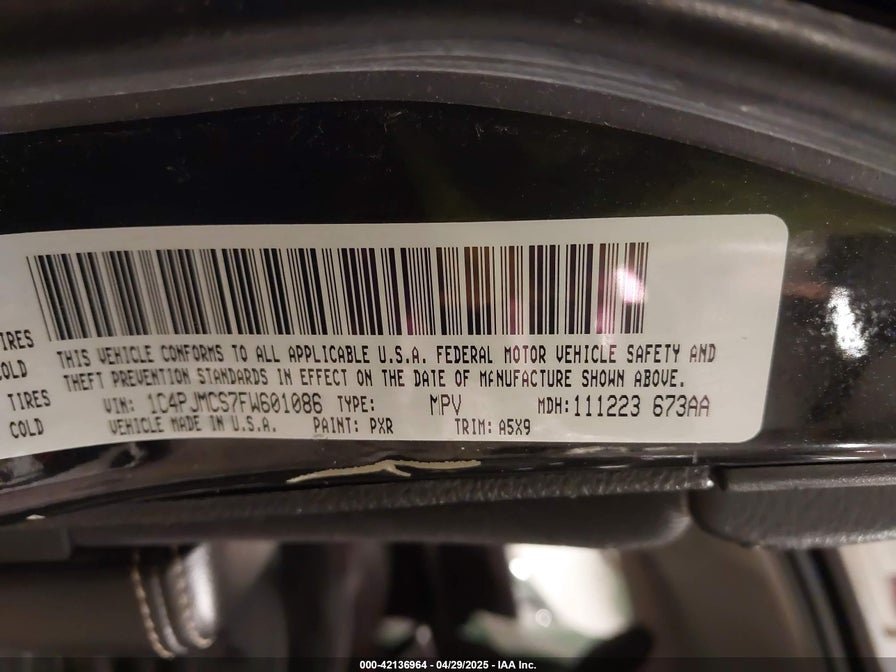 TIRES
COLD
TIRES
COLD
THIS VEHICLE CONFORMS TO ALL APPLICABLE U.S.A. FEDERAL MOTOR VEHICLE SAFETY AND
THEFT PREVENTION STANDARDS IN EFFECT ON THE DATE OF MANUFACTURE SHOWN ABOVE.
VIN: 1C4PJMCS7FW601086 TYPE: MPV MDH:111223 673AA
VEHICLE MADE IN U.S.A. PAINT: PXR TRIM: A5X9
000-42136964 - 04/29/2025 - IAA Inc.